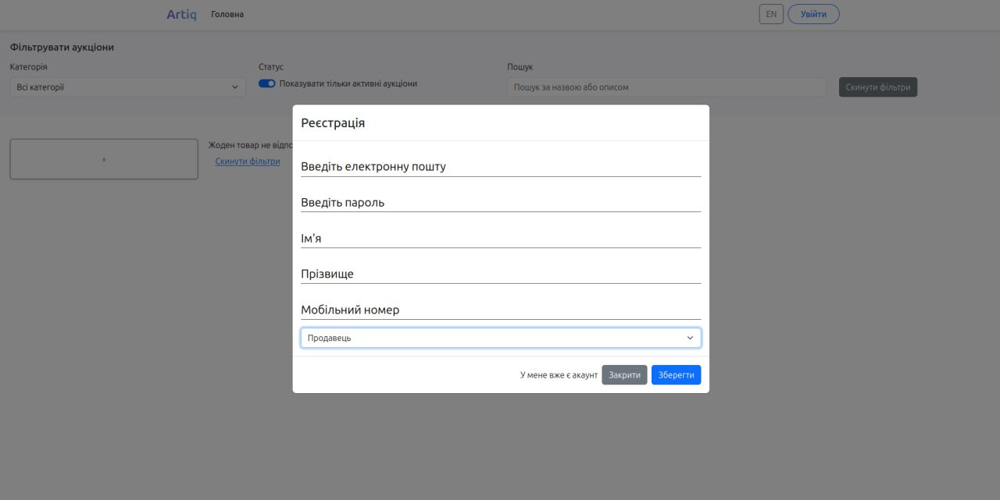 Artiq Головна EN Увійти
Фільтрувати аукціони
Категорія Статус Пошук
Всі категорії Показувати тільки активні аукціони Пошук за назвою або описом Скинути фільтри
Реєстрація
Жоден товар не відпо
+ Скинути фільтри
Введіть електронну пошту
Введіть пароль
Ім'я
Прізвище
Мобільний номер
Продавець
У мене вже є акаунт Закрити Зберегти